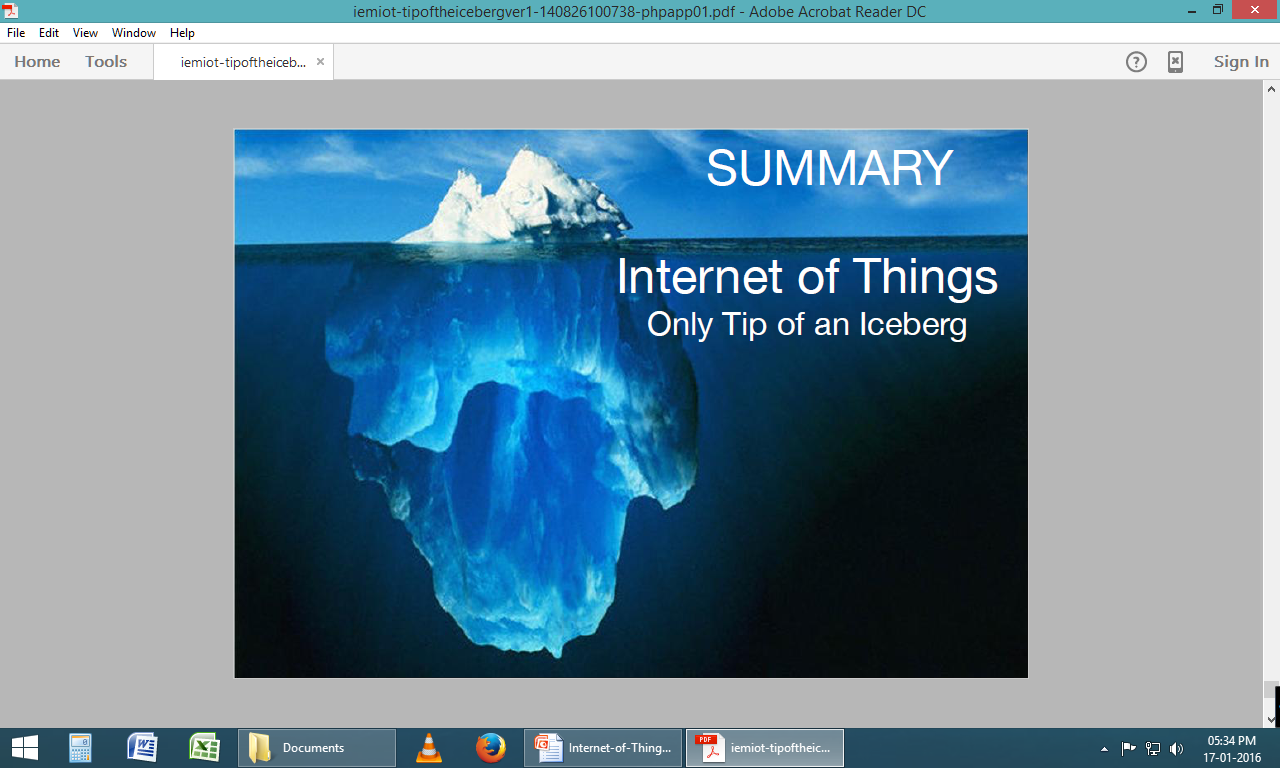 iemiot-tipoftheicebergver1-140826100738-phpapp01.pdf - Adobe Acrobat Reader DC
File Edit View Window Help
Home Tools iemiot-tipoftheiceb... × Sign In
SUMMARY
Internet of Things
Only Tip of an Iceberg
Documents Internet-of-Thing... PDF iemiot-tipoftheic...
05:34 PM
17-01-2016